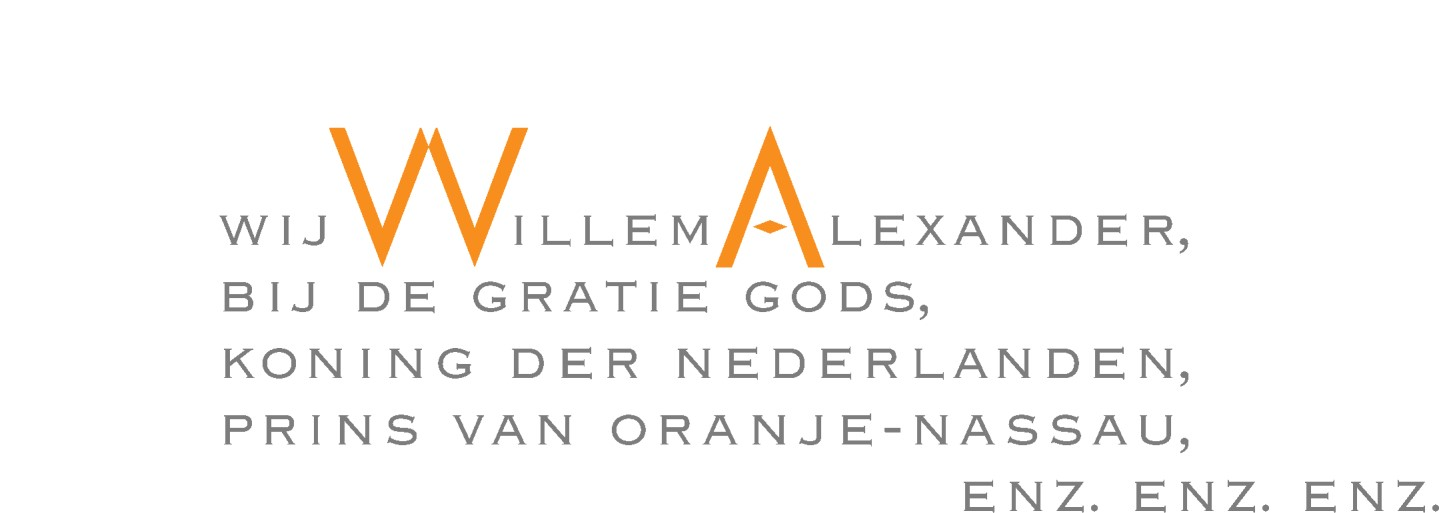 WIJ WILLEM ALEXANDER,
BIJ DE GRATIE GODS,
KONING DER NEDERLANDEN,
PRINS VAN ORANJE-NASSAU,
ENZ. ENZ. ENZ.